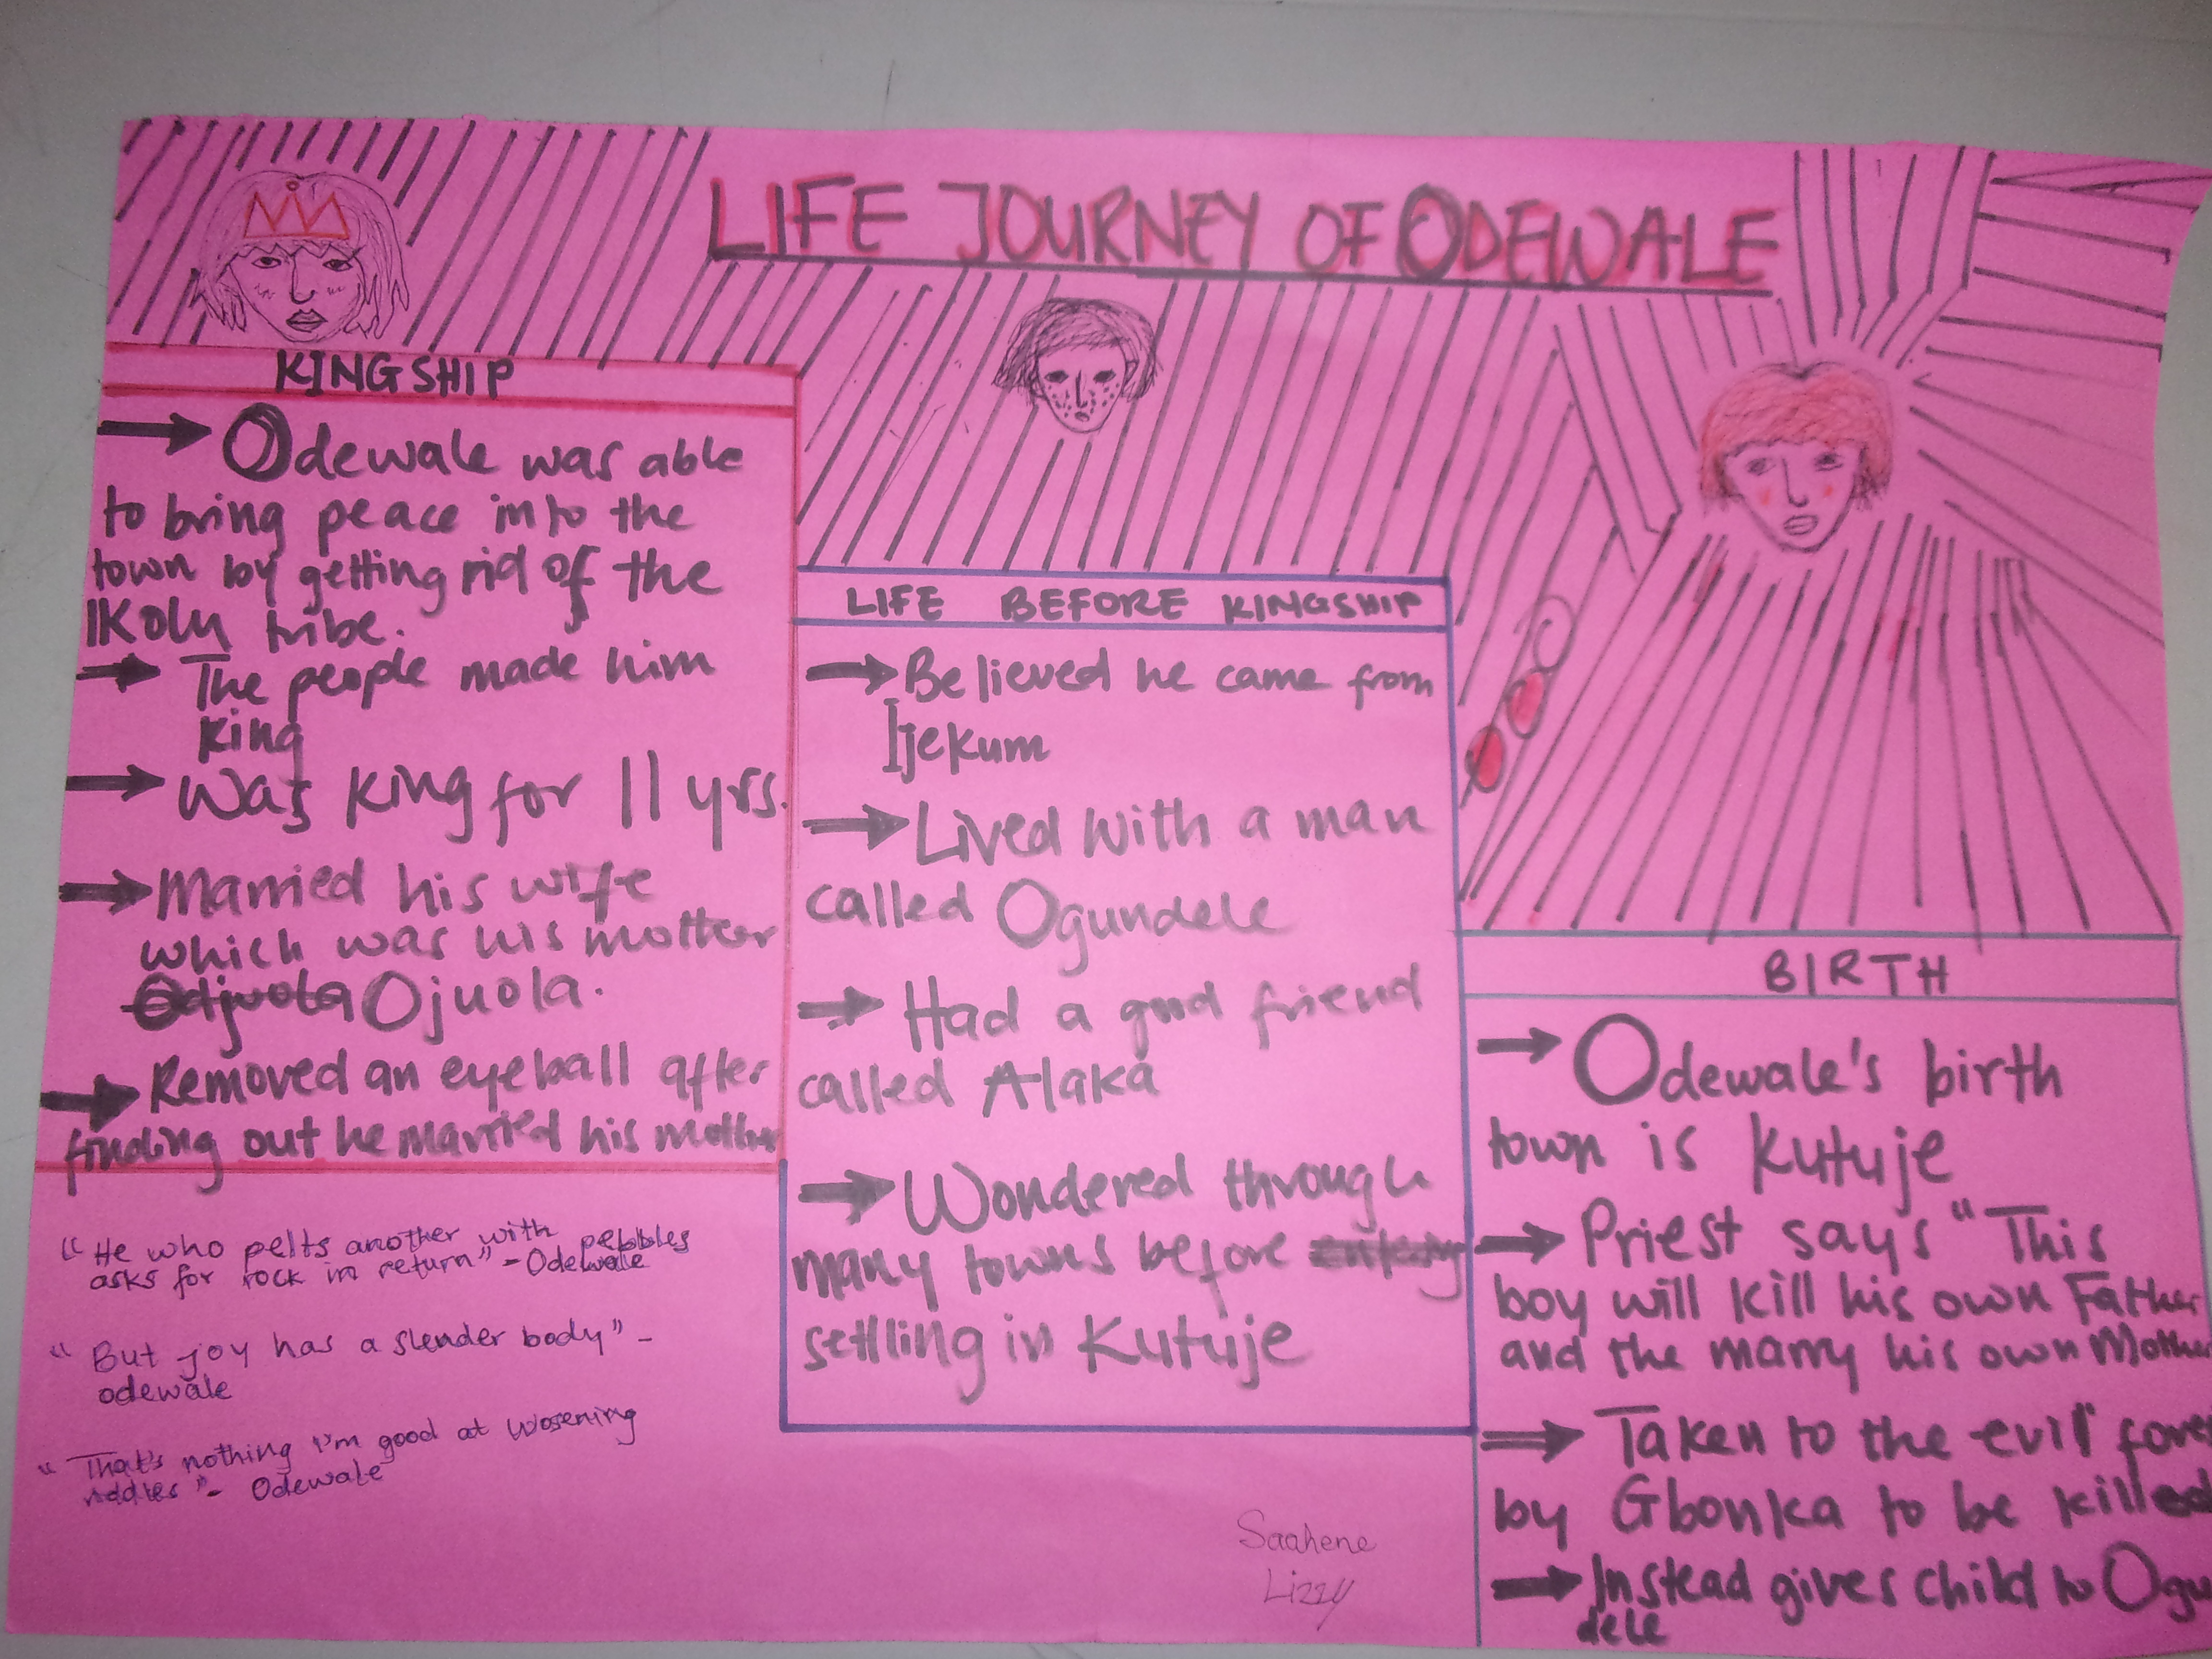 LIFE JOURNEY OF ODEWALE
KINGSHIP
→ Odewale was able
to bring peace into the
town by getting rid of the
IKolu tribe.
→ The people made him
king
→ Was king for 11 yrs.
→ Married his wife
which was his mother
Odjuola Ojuola.
→ Removed an eyeball after
finding out he married his mother
"He who pelts another with pebbles
asks for rock in return" - Odewale
"But joy has a slender body" -
odewale
"That's nothing I'm good at wosening
riddles" - Odewale
LIFE BEFORE KINGSHIP
→ Believed he came from
Ijekum
→ Lived with a man
called Ogundele
→ Had a good friend
called Alaka
→ Wondered through
many towns before
settling in Kutuje
BIRTH
→ Odewale's birth
town is Kutuje
→ Priest says "This
boy will kill his own Father
and the marry his own Mother
→ Taken to the evil fores
by Gbonka to be killed
→ Instead gives child to Ogu
dele
Saahene
Lizzy